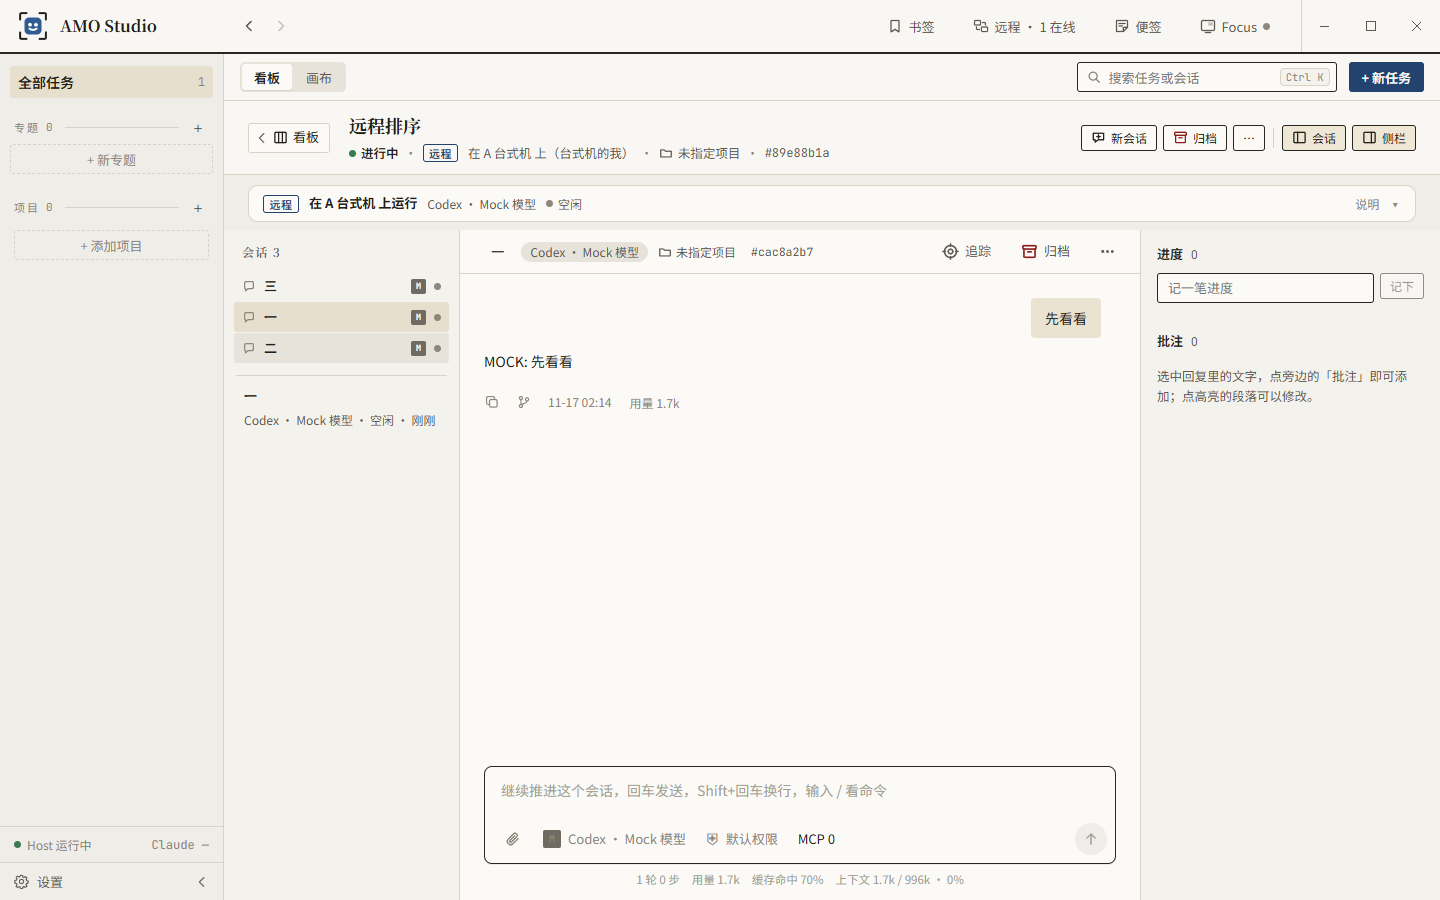 AMO Studio
书签
远程 · 1 在线
便签
Focus
全部任务 1
专题 0 +
+ 新专题
项目 0 +
+ 添加项目
Host 运行中 Claude —
设置
看板 画布
搜索任务或会话 Ctrl K
+ 新任务
看板
远程排序
进行中 · 远程 在 A 台式机 上（台式机的我） · 未指定项目 · #89e88b1a
新会话 归档 ··· 会话 侧栏
远程 在 A 台式机 上运行 Codex · Mock 模型 空闲
说明
会话 3
三 M
一 M
二 M
一
Codex · Mock 模型 · 空闲 · 刚刚
一 Codex · Mock 模型 未指定项目 #cac8a2b7
追踪 归档 ···
先看看
MOCK: 先看看
11-17 02:14 用量 1.7k
继续推进这个会话，回车发送，Shift+回车换行，输入 / 看命令
M Codex · Mock 模型 默认权限 MCP 0
1 轮 0 步 用量 1.7k 缓存命中 70% 上下文 1.7k / 996k · 0%
进度 0
记一笔进度 记下
批注 0
选中回复里的文字，点旁边的「批注」即可添
加；点高亮的段落可以修改。